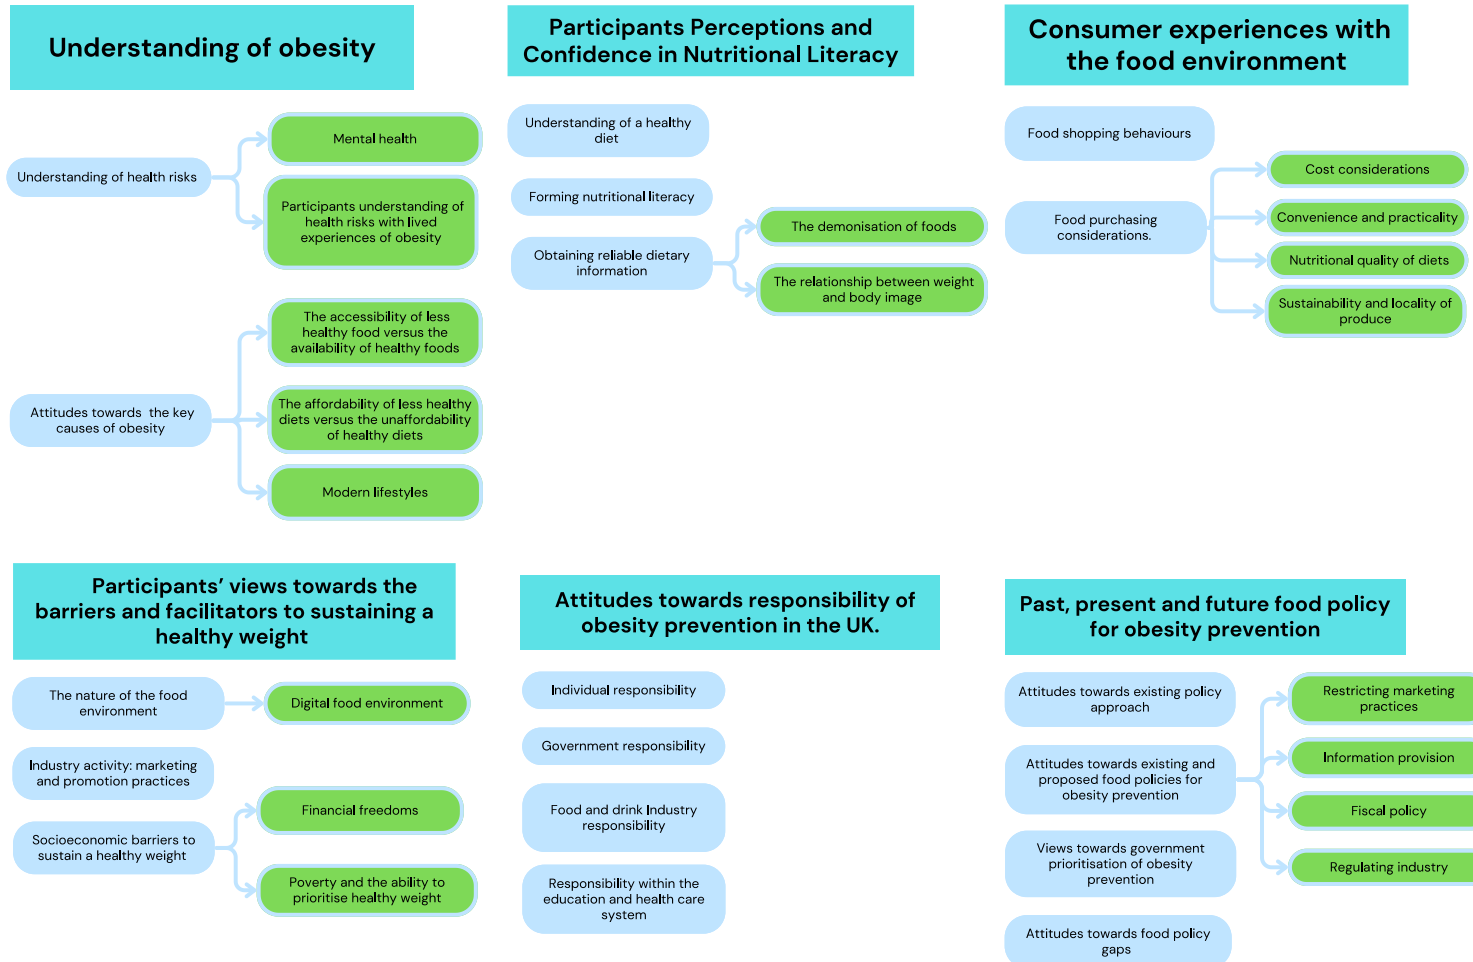 Understanding of obesity
Understanding of health risks
Mental health
Participants understanding of
health risks with lived
experiences of obesity
Attitudes towards  the key
causes of obesity
The accessibility of less
healthy food versus the
availability of healthy foods
The affordability of less healthy
diets versus the unaffordability
of healthy diets
Modern lifestyles
Participants Perceptions and
Confidence in Nutritional Literacy
Understanding of a healthy
diet
Forming nutritional literacy
Obtaining reliable dietary
information
The demonisation of foods
The relationship between weight
and body image
Consumer experiences with
the food environment
Food shopping behaviours
Food purchasing
considerations.
Cost considerations
Convenience and practicality
Nutritional quality of diets
Sustainability and locality of
produce
Participants’ views towards the
barriers and facilitators to sustaining a
healthy weight
The nature of the food
environment
Digital food environment
Industry activity: marketing
and promotion practices
Socioeconomic barriers to
sustain a healthy weight
Financial freedoms
Poverty and the ability to
prioritise healthy weight
Attitudes towards responsibility of
obesity prevention in the UK.
Individual responsibility
Government responsibility
Food and drink Industry
responsibility
Responsibility within the
education and health care
system
Past, present and future food policy
for obesity prevention
Attitudes towards existing policy
approach
Attitudes towards existing and
proposed food policies for
obesity prevention
Restricting marketing
practices
Information provision
Fiscal policy
Regulating industry
Views towards government
prioritisation of obesity
prevention
Attitudes towards food policy
gaps